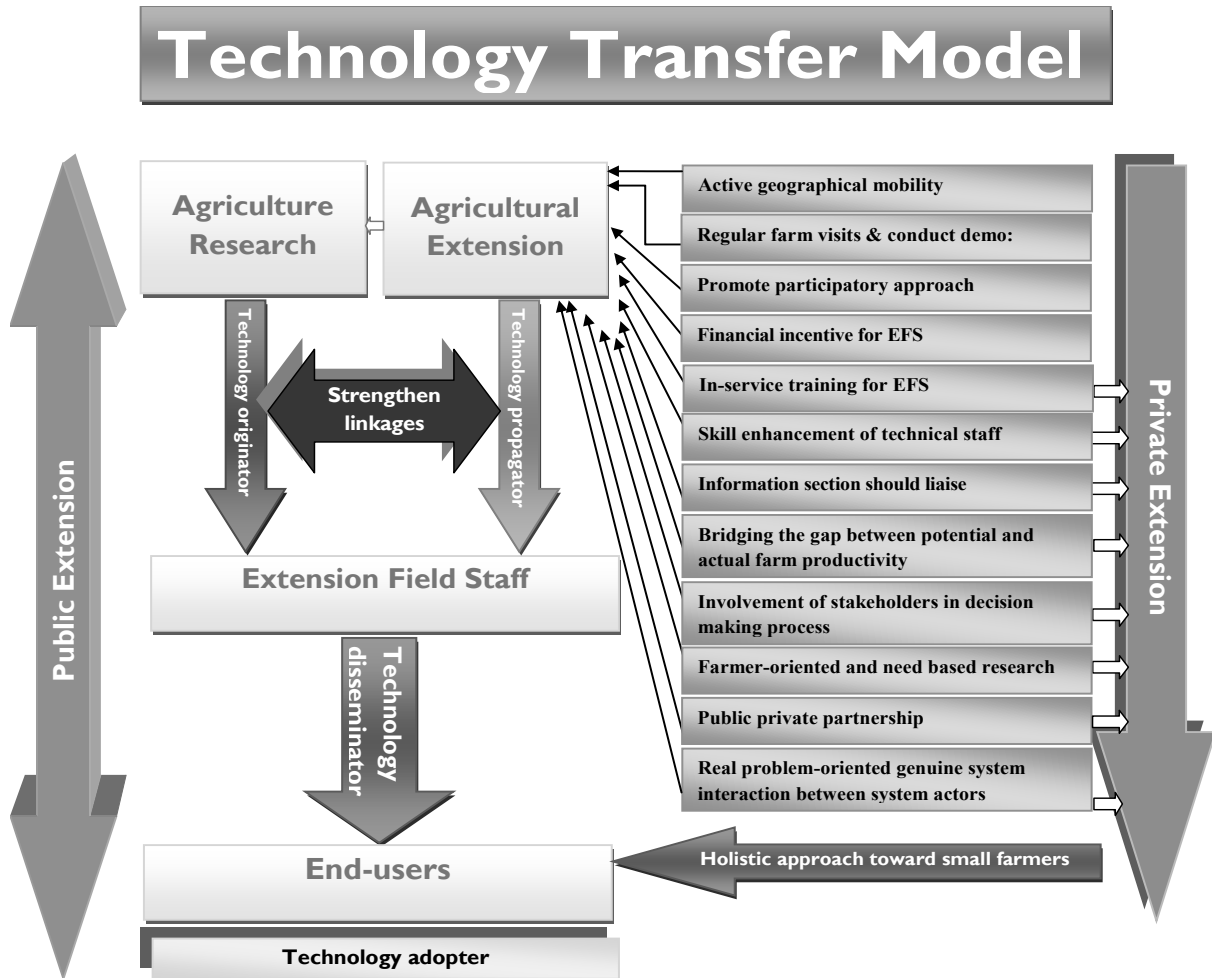 Technology Transfer Model
Agriculture
Research
Agricultural
Extension
Technology originator
Technology propagator
Strengthen
linkages
Extension Field Staff
Technology
disseminator
End-users
Technology adopter
Public Extension
Active geographical mobility
Regular farm visits & conduct demo:
Promote participatory approach
Financial incentive for EFS
In-service training for EFS
Skill enhancement of technical staff
Information section should liaise
Bridging the gap between potential and
actual farm productivity
Involvement of stakeholders in decision
making process
Farmer-oriented and need based research
Public private partnership
Real problem-oriented genuine system
interaction between system actors
Holistic approach toward small farmers
Private Extension